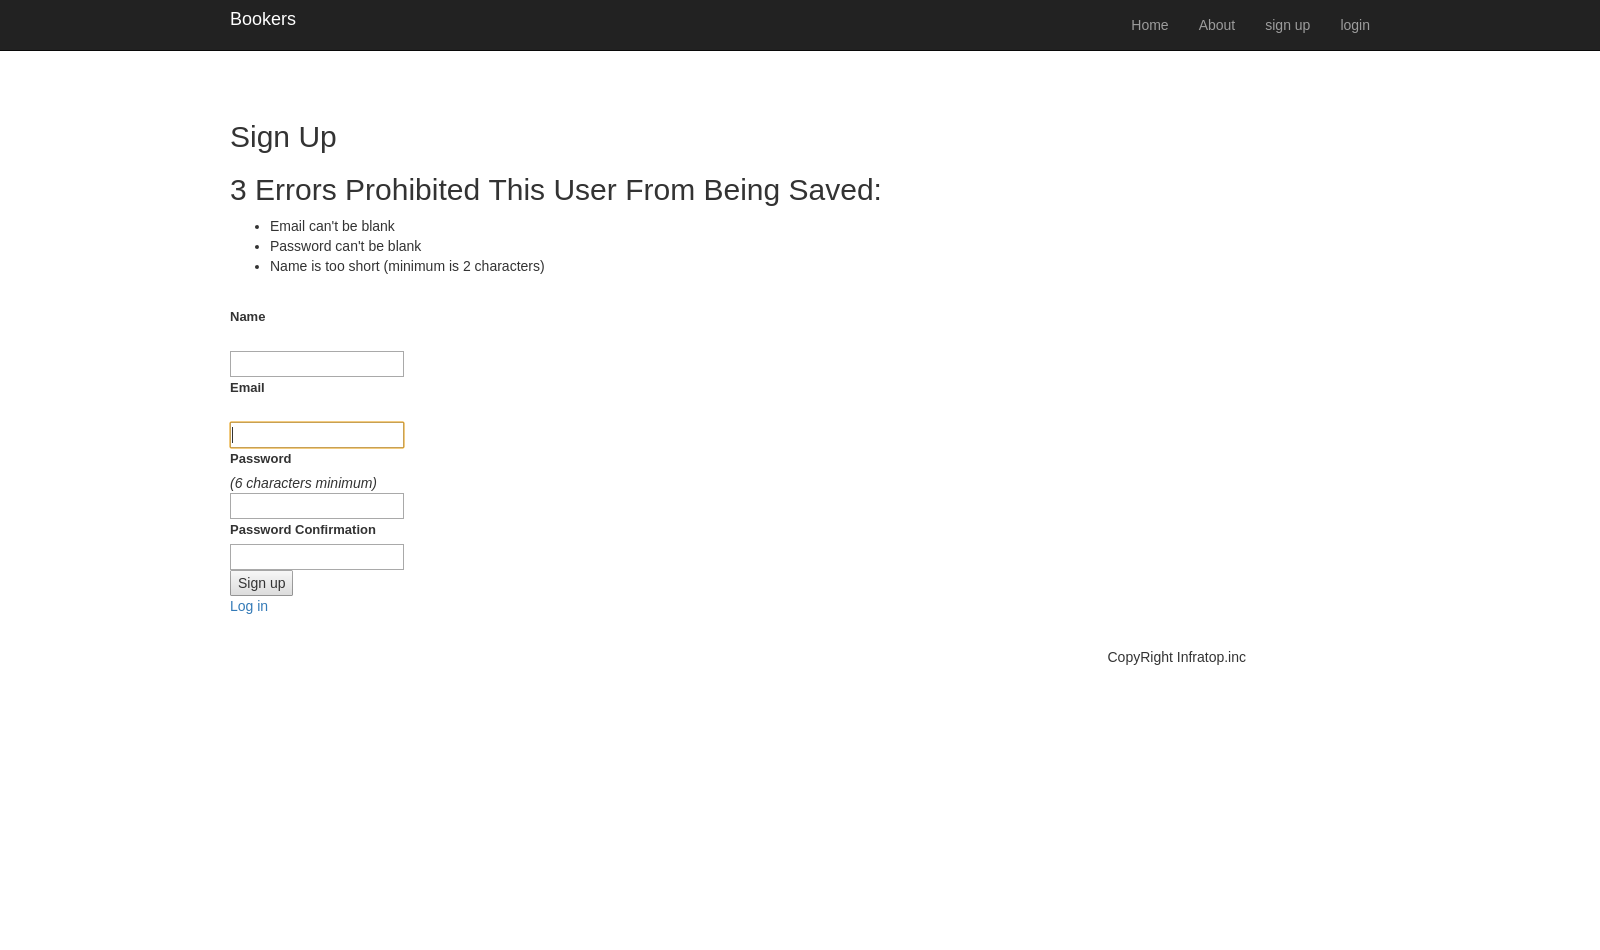 Bookers
Home About sign up login
Sign Up
3 Errors Prohibited This User From Being Saved:
Email can't be blank
Password can't be blank
Name is too short (minimum is 2 characters)
Name
Email
Password
(6 characters minimum)
Password Confirmation
Sign up
Log in
CopyRight Infratop.inc